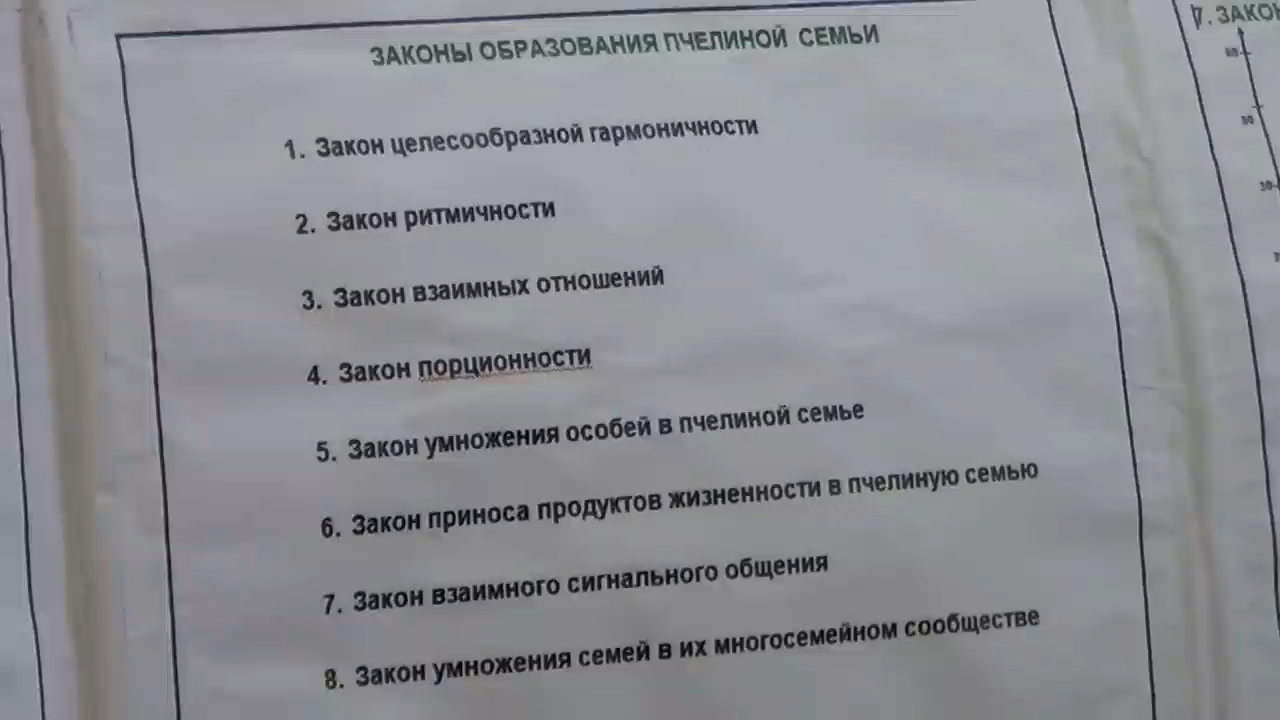 ЗАКОНЫ ОБРАЗОВАНИЯ ПЧЕЛИНОЙ СЕМЬИ
1. Закон целесообразной гармоничности
2. Закон ритмичности
3. Закон взаимных отношений
4. Закон порционности
5. Закон умножения особей в пчелиной семье
6. Закон приноса продуктов жизненности в пчелиную семью
7. Закон взаимного сигнального общения
8. Закон умножения семей в их многосемейном сообществе